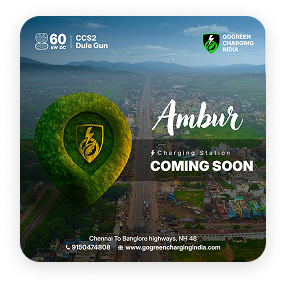 60
kW DC
CCS2
Dule Gun
GOGREEN
CHARGING
INDIA
Ambur
Charging Station
COMING SOON
Chennai To Banglore highways, NH 48
9150474808 www.gogreenchargingindia.com